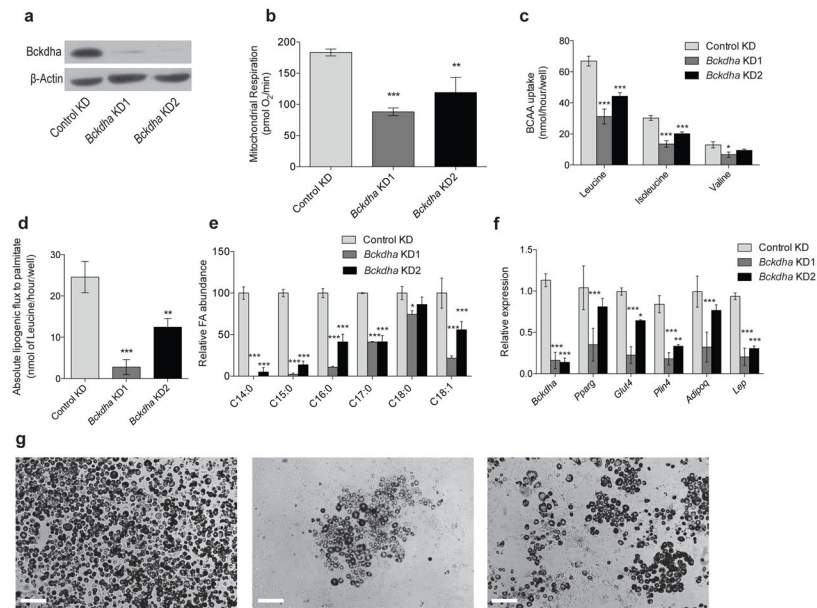 a
Bckdha
β-Actin
Control KD
Bckdha KD1
Bckdha KD2
b
Mitochondrial Respiration
(pmol O2/min)
200
150
100
50
0
***
**
Control KD
Bckdha KD1
Bckdha KD2
c
BCAA uptake
(nmol/hour/well)
80
60
40
20
0
Control KD
Bckdha KD1
Bckdha KD2
***
***
***
***
*
Leucine
Isoleucine
Valine
d
Absolute lipogenic flux to palmitate
(nmol of Leucine/hour/well)
30
20
10
0
***
**
Control KD
Bckdha KD1
Bckdha KD2
e
Relative FA abundance
150
100
50
0
Control KD
Bckdha KD1
Bckdha KD2
***
***
***
***
***
***
***
***
*
***
***
C14:0
C15:0
C16:0
C17:0
C18:0
C18:1
f
Relative expression
1.5
1.0
0.5
0.0
Control KD
Bckdha KD1
Bckdha KD2
***
***
***
***
*
***
**
***
***
***
Bckdha
Pparg
Glut4
Plin4
Adipoq
Lep
g